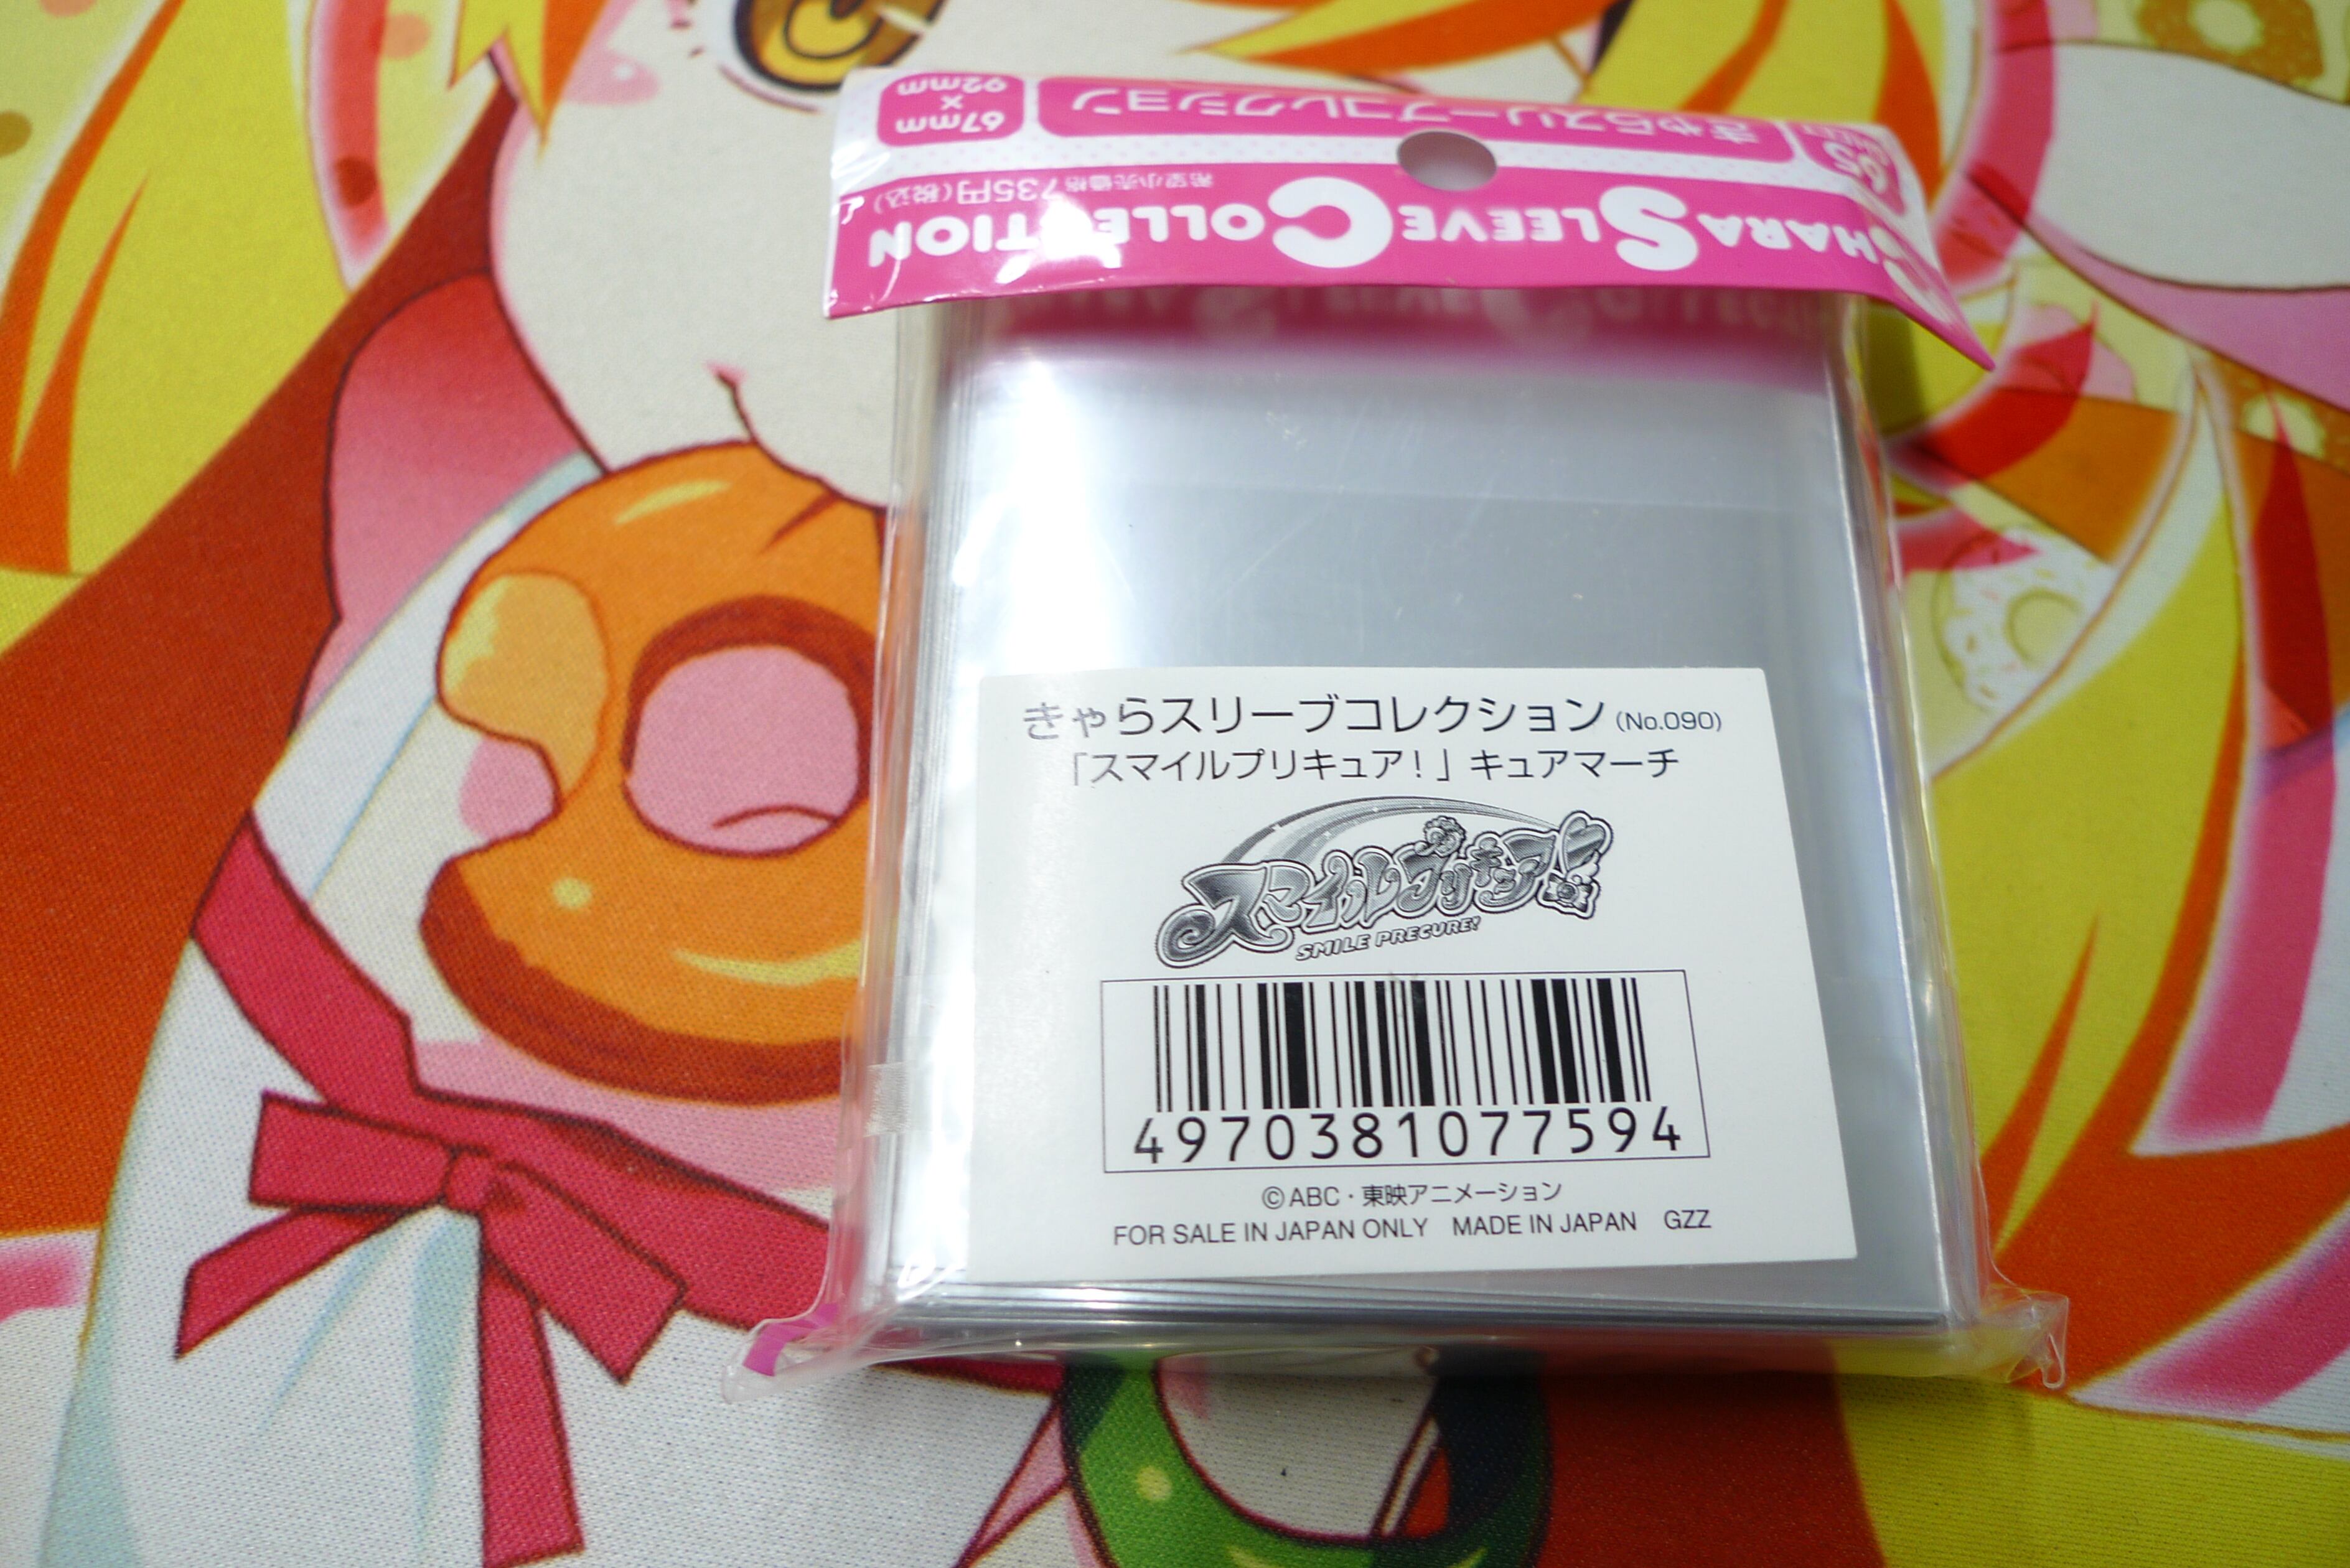 67mm
×
92mm
きゃらスリーブコレクション
65
希望小売価格735円(税込)
CHARA SLEEVE COLLECTION
きゃらスリーブコレクション(No.090)
「スマイルプリキュア!」キュアマーチ
スマイルプリキュア!
SMILE PRECURE!
4970381077594
©ABC・東映アニメーション
FOR SALE IN JAPAN ONLY MADE IN JAPAN GZZ